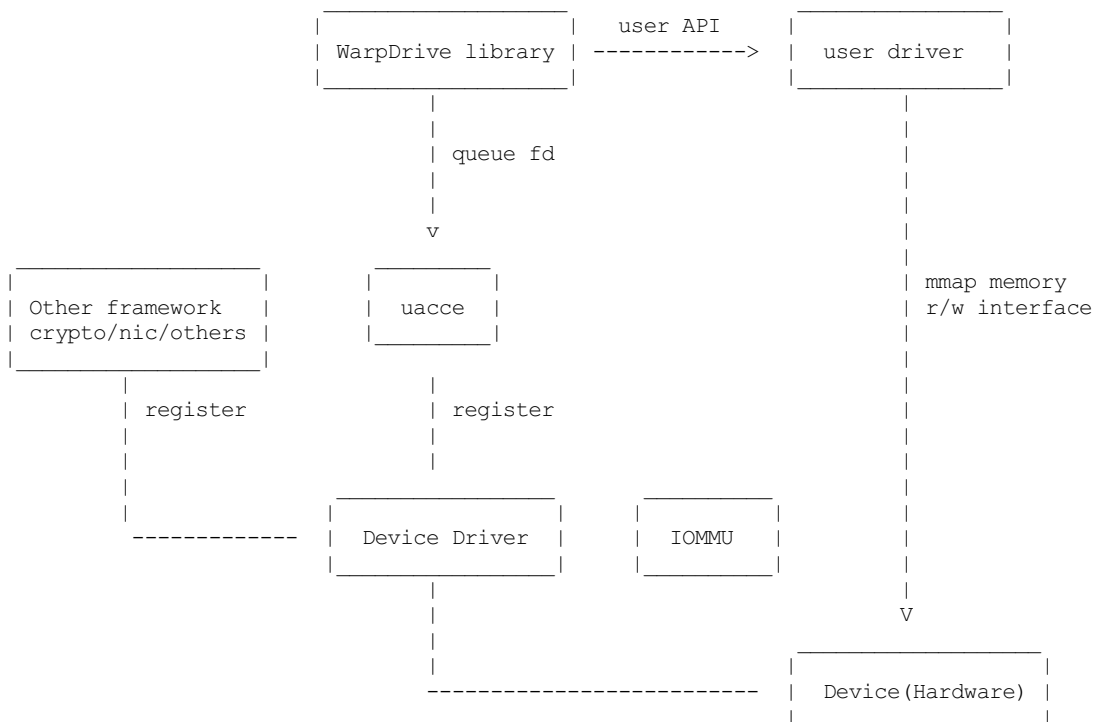 user API
WarpDrive library
user driver
queue fd
mmap memory
r/w interface
Other framework
crypto/nic/others
uacce
register
register
Device Driver
IOMMU
Device(Hardware)